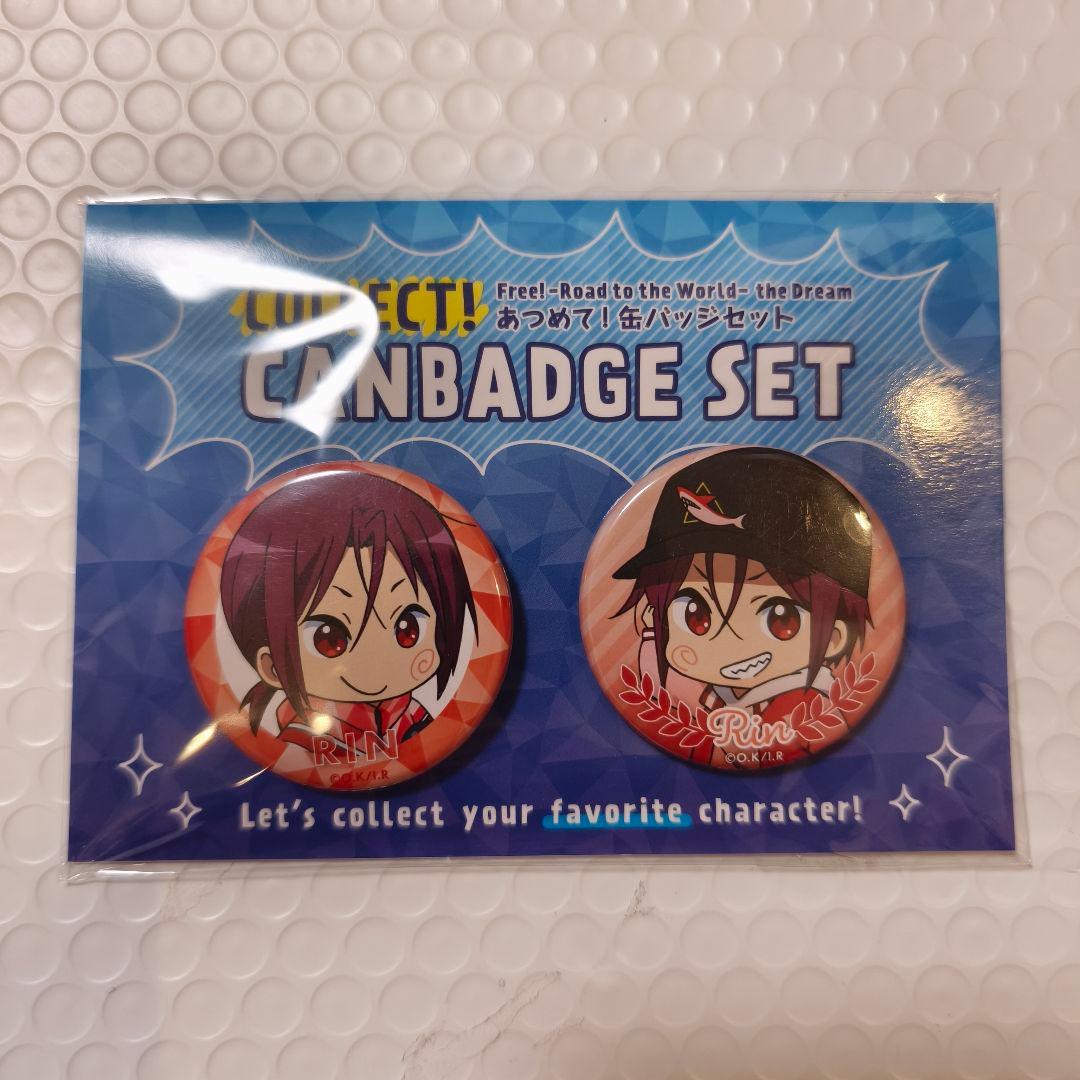 COLLECT!
Free!-Road to the World- the Dream
あつめて!缶バッジセット
CANBADGE SET
RIN
©O.K/I.R
Rin
©O.K/I.R
Let's collect your favorite character!